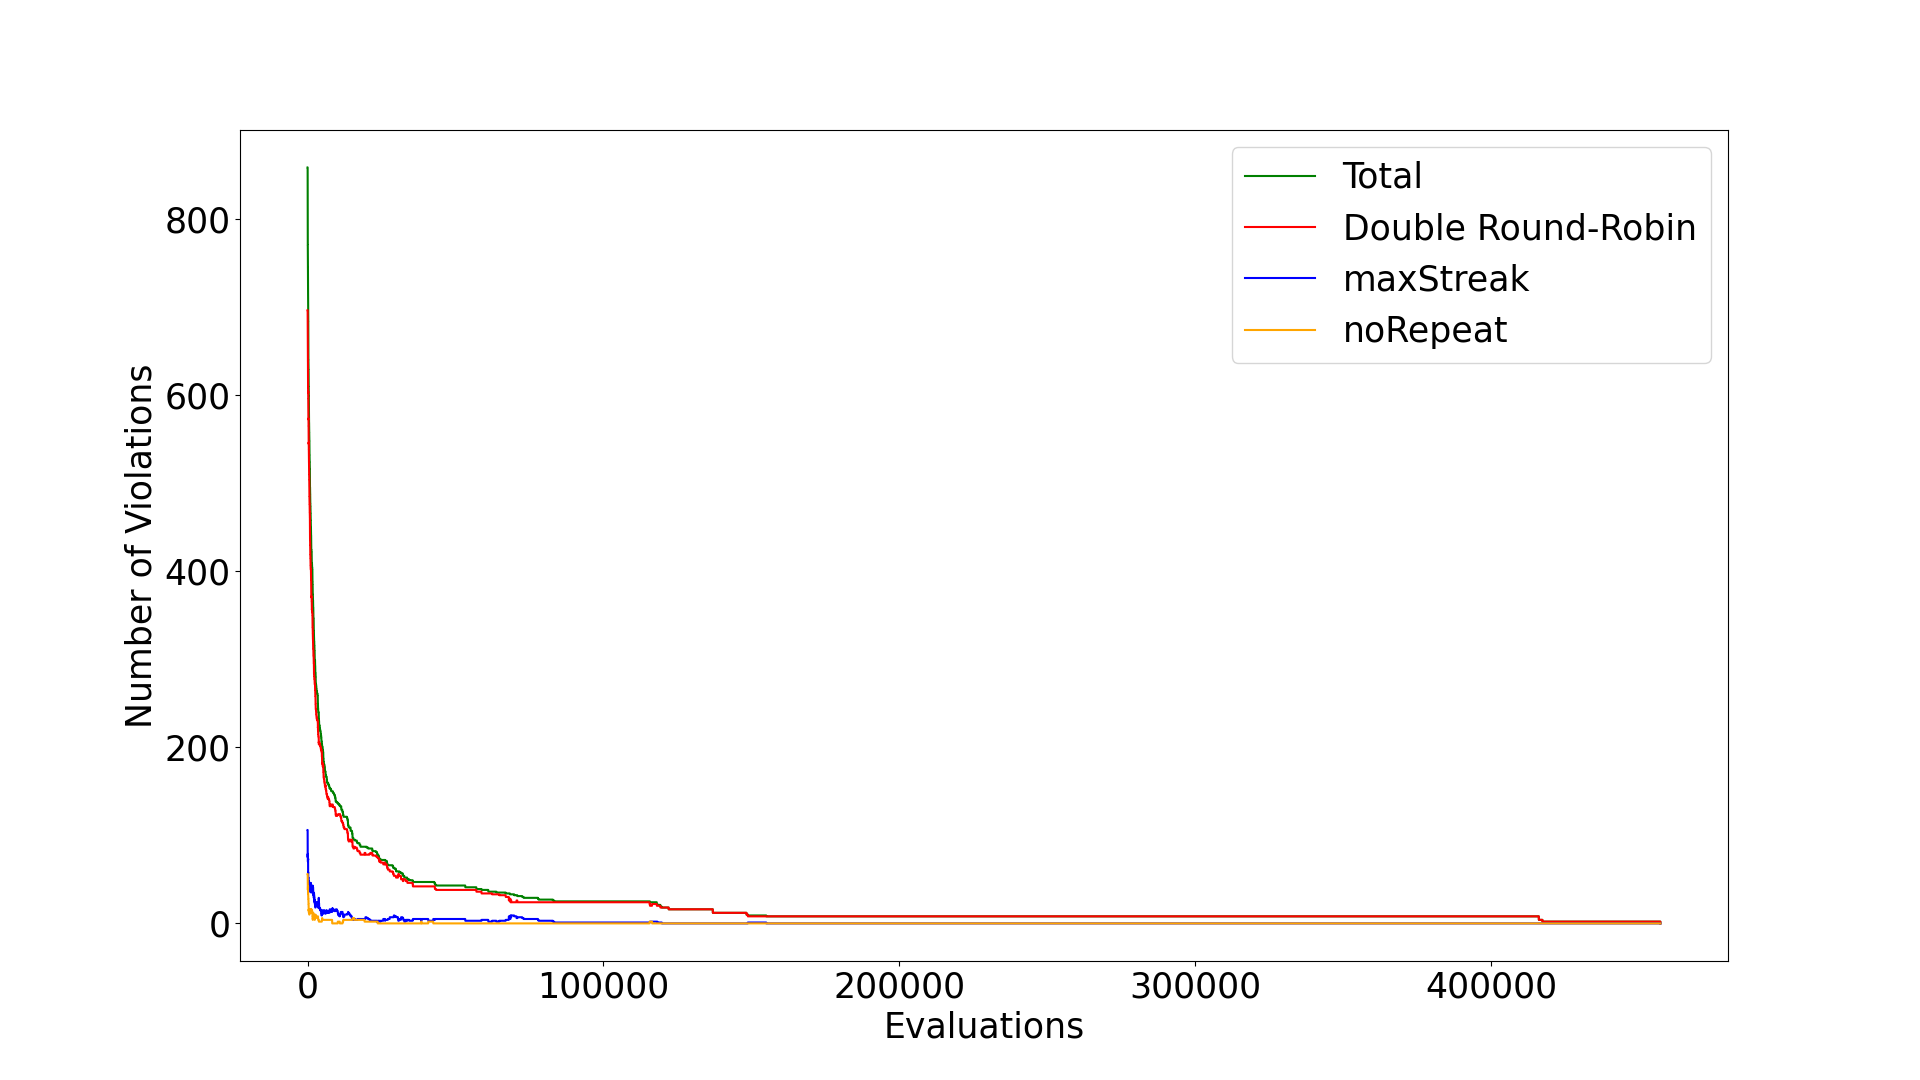 Total
Double Round-Robin
maxStreak
noRepeat
Number of Violations
800
600
400
200
0
0 100000 200000 300000 400000
Evaluations